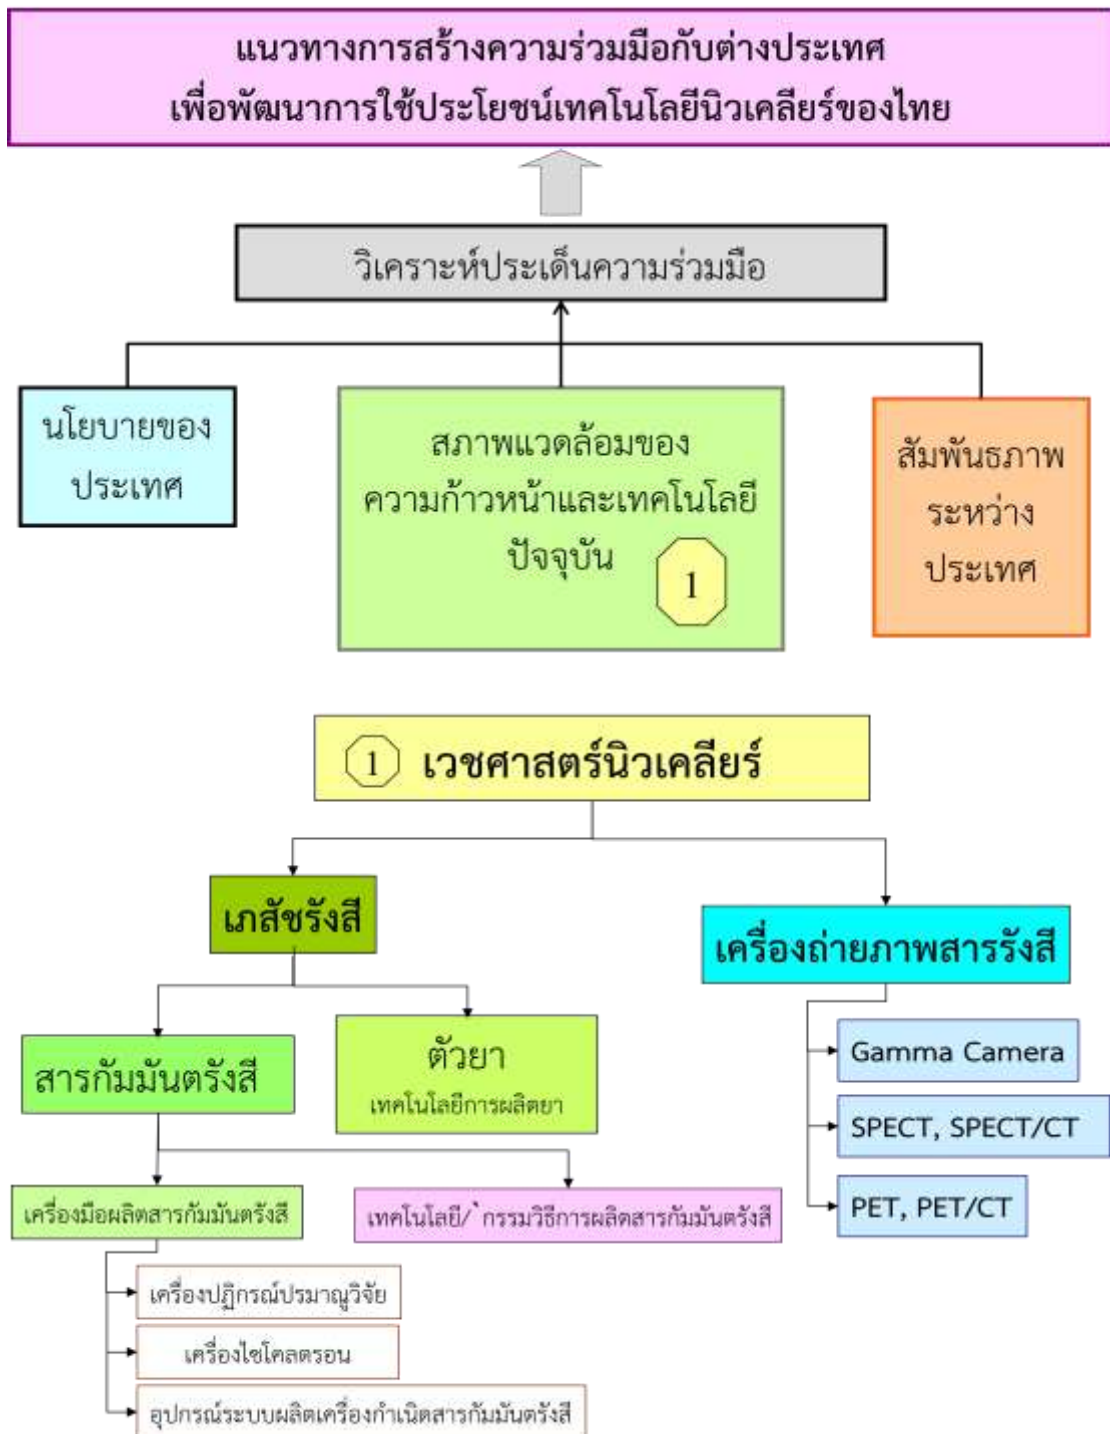 แนวทางการสร้างความร่วมมือกับต่างประเทศ
เพื่อพัฒนาการใช้ประโยชน์เทคโนโลยีนิวเคลียร์ของไทย
วิเคราะห์ประเด็นความร่วมมือ
นโยบายของ
ประเทศ
สภาพแวดล้อมของ
ความก้าวหน้าและเทคโนโลยี
ปัจจุบัน
1
สัมพันธภาพ
ระหว่าง
ประเทศ
1 เวชศาสตร์นิวเคลียร์
เภสัชรังสี
เครื่องถ่ายภาพสารรังสี
สารกัมมันตรังสี
ตัวยา
เทคโนโลยีการผลิตยา
Gamma Camera
SPECT, SPECT/CT
PET, PET/CT
เครื่องมือผลิตสารกัมมันตรังสี
เทคโนโลยี/`กรรมวิธีการผลิตสารกัมมันตรังสี
เครื่องปฏิกรณ์ปรมาณูวิจัย
เครื่องไซโคลตรอน
อุปกรณ์ระบบผลิตเครื่องกำเนิดสารกัมมันตรังสี